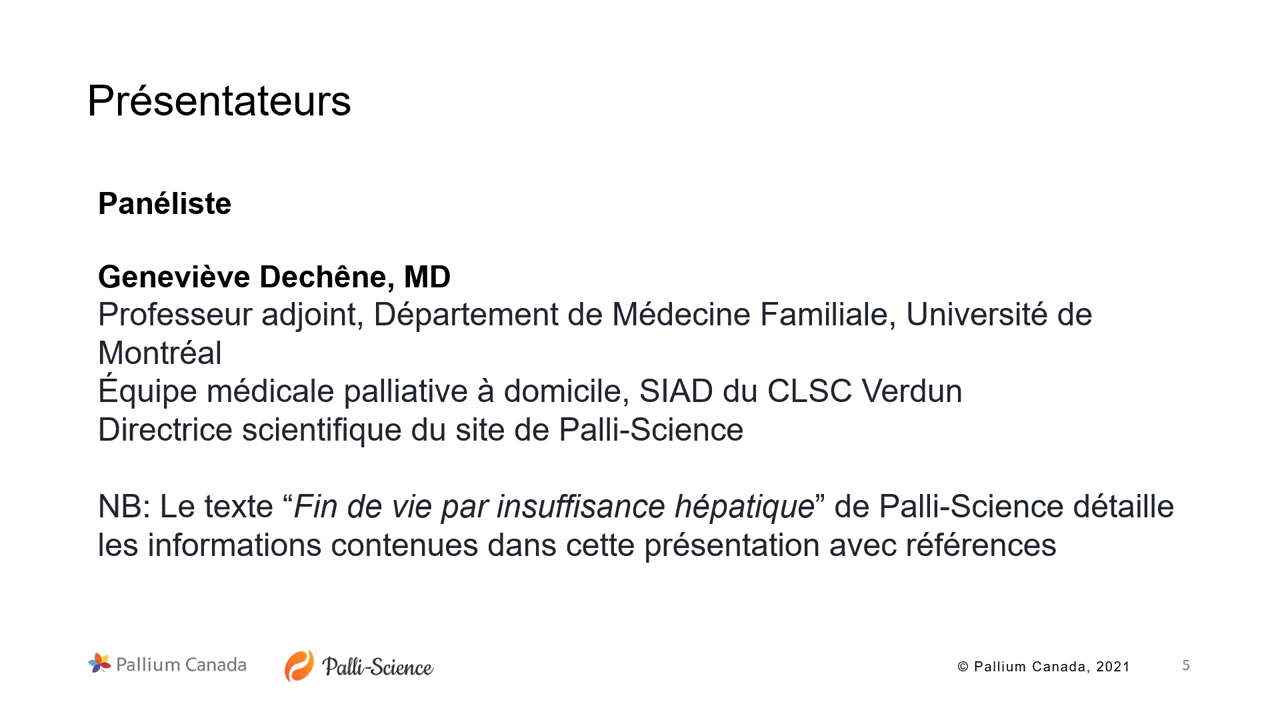 Présentateurs
Panéliste
Geneviève Dechêne, MD
Professeur adjoint, Département de Médecine Familiale, Université de
Montréal
Équipe médicale palliative à domicile, SIAD du CLSC Verdun
Directrice scientifique du site de Palli-Science
NB: Le texte “Fin de vie par insuffisance hépatique” de Palli-Science détaille
les informations contenues dans cette présentation avec références
Pallium Canada
Palli-Science
© Pallium Canada, 2021
5